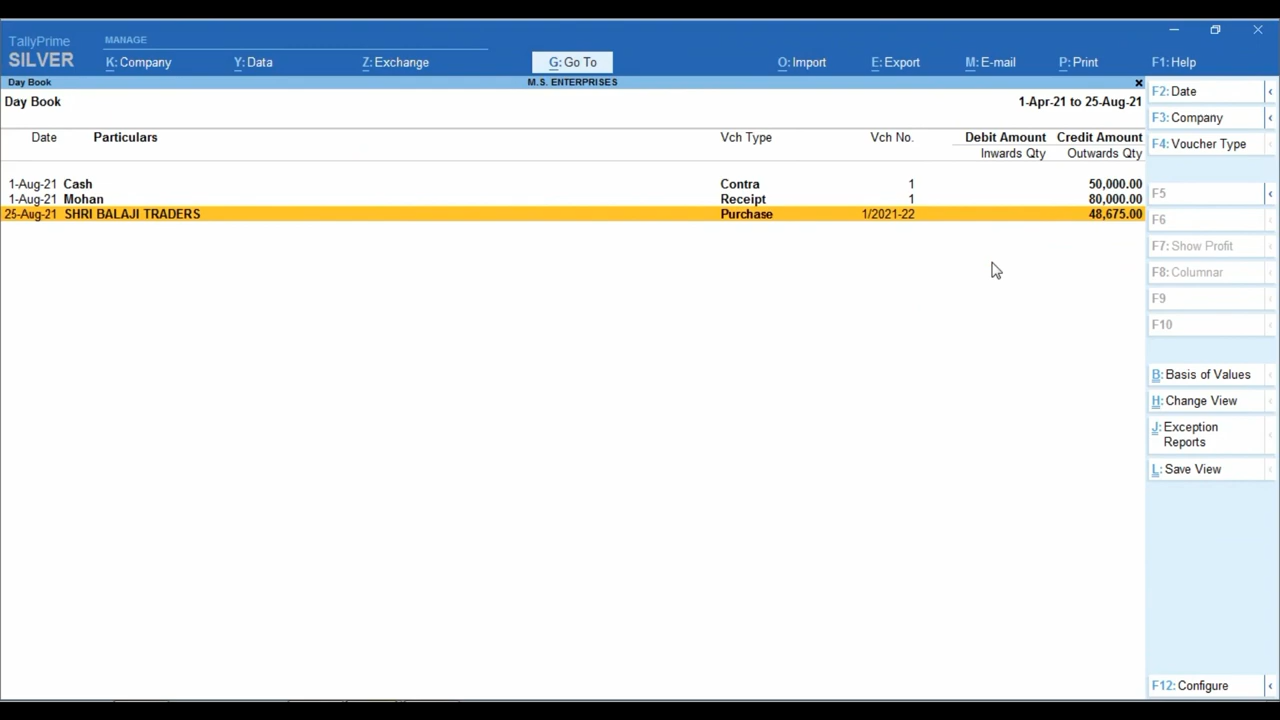 TallyPrime
SILVER
MANAGE
K: Company Y: Data Z: Exchange G: Go To O: Import E: Export M: E-mail P: Print F1: Help
Day Book M.S. ENTERPRISES
Day Book 1-Apr-21 to 25-Aug-21
Date Particulars Vch Type Vch No. Debit Amount Credit Amount
Inwards Qty Outwards Qty
1-Aug-21 Cash Contra 1 50,000.00
1-Aug-21 Mohan Receipt 1 80,000.00
25-Aug-21 SHRI BALAJI TRADERS Purchase 1/2021-22 48,675.00
F2: Date
F3: Company
F4: Voucher Type
F5
F6
F7: Show Profit
F8: Columnar
F9
F10
B: Basis of Values
H: Change View
J: Exception
Reports
L: Save View
F12: Configure